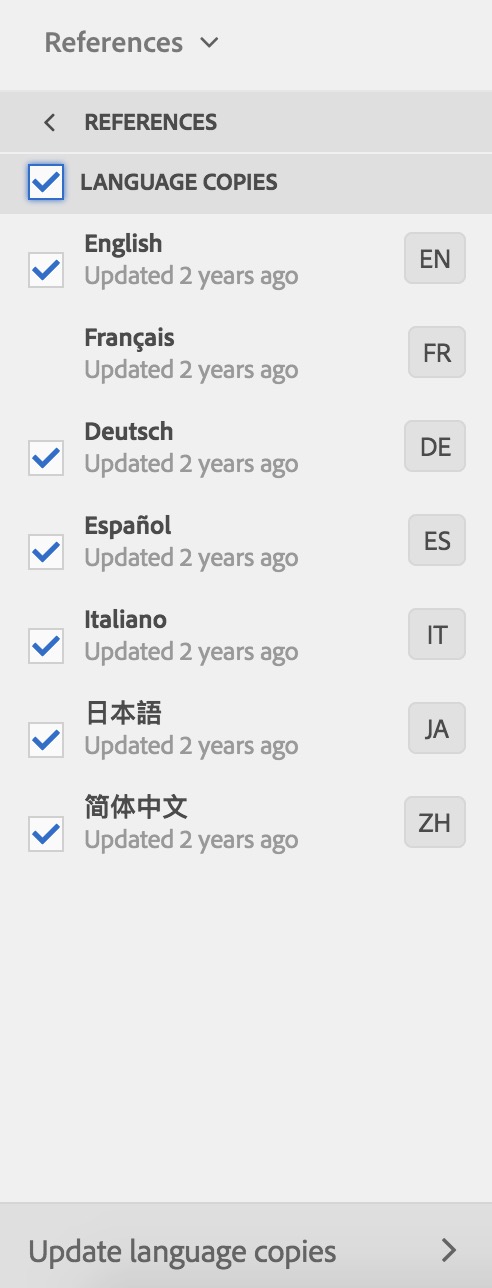 References
REFERENCES
LANGUAGE COPIES
English
Updated 2 years ago
EN
Français
Updated 2 years ago
FR
Deutsch
Updated 2 years ago
DE
Español
Updated 2 years ago
ES
Italiano
Updated 2 years ago
IT
日本語
Updated 2 years ago
JA
简体中文
Updated 2 years ago
ZH
Update language copies